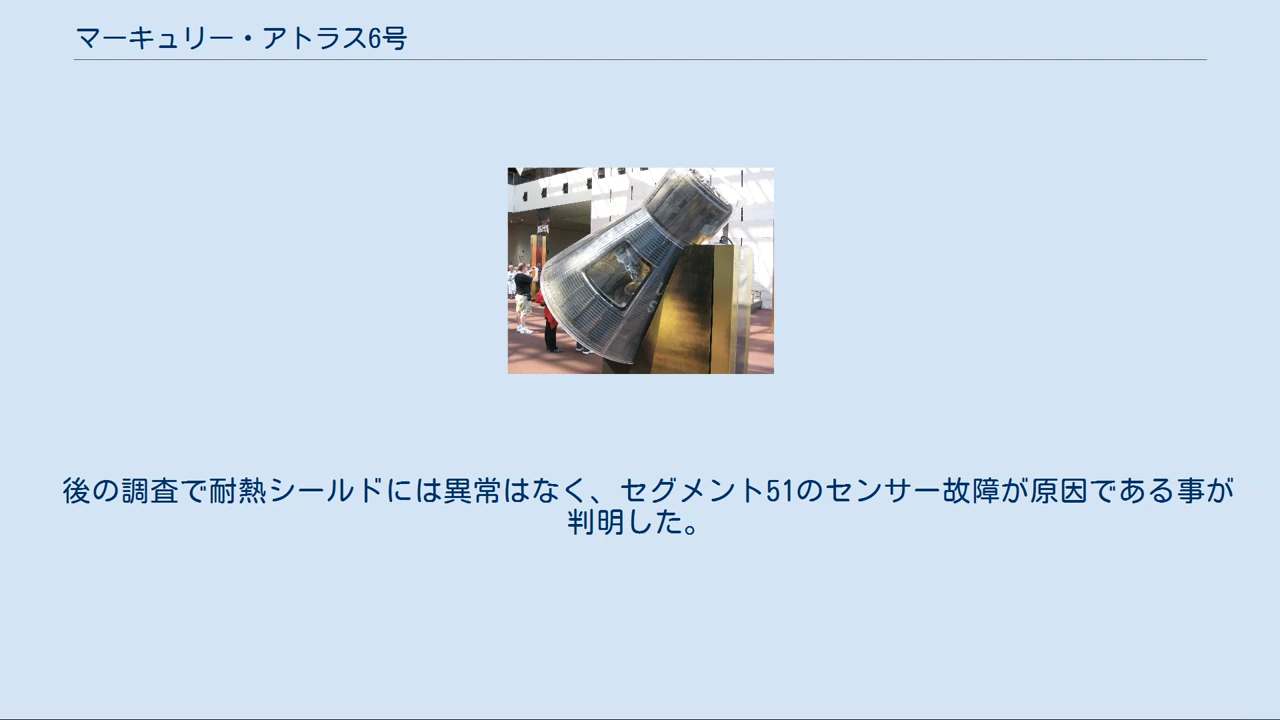 マーキュリー・アトラス6号
後の調査で耐熱シールドには異常はなく、セグメント51のセンサー故障が原因である事が
判明した。